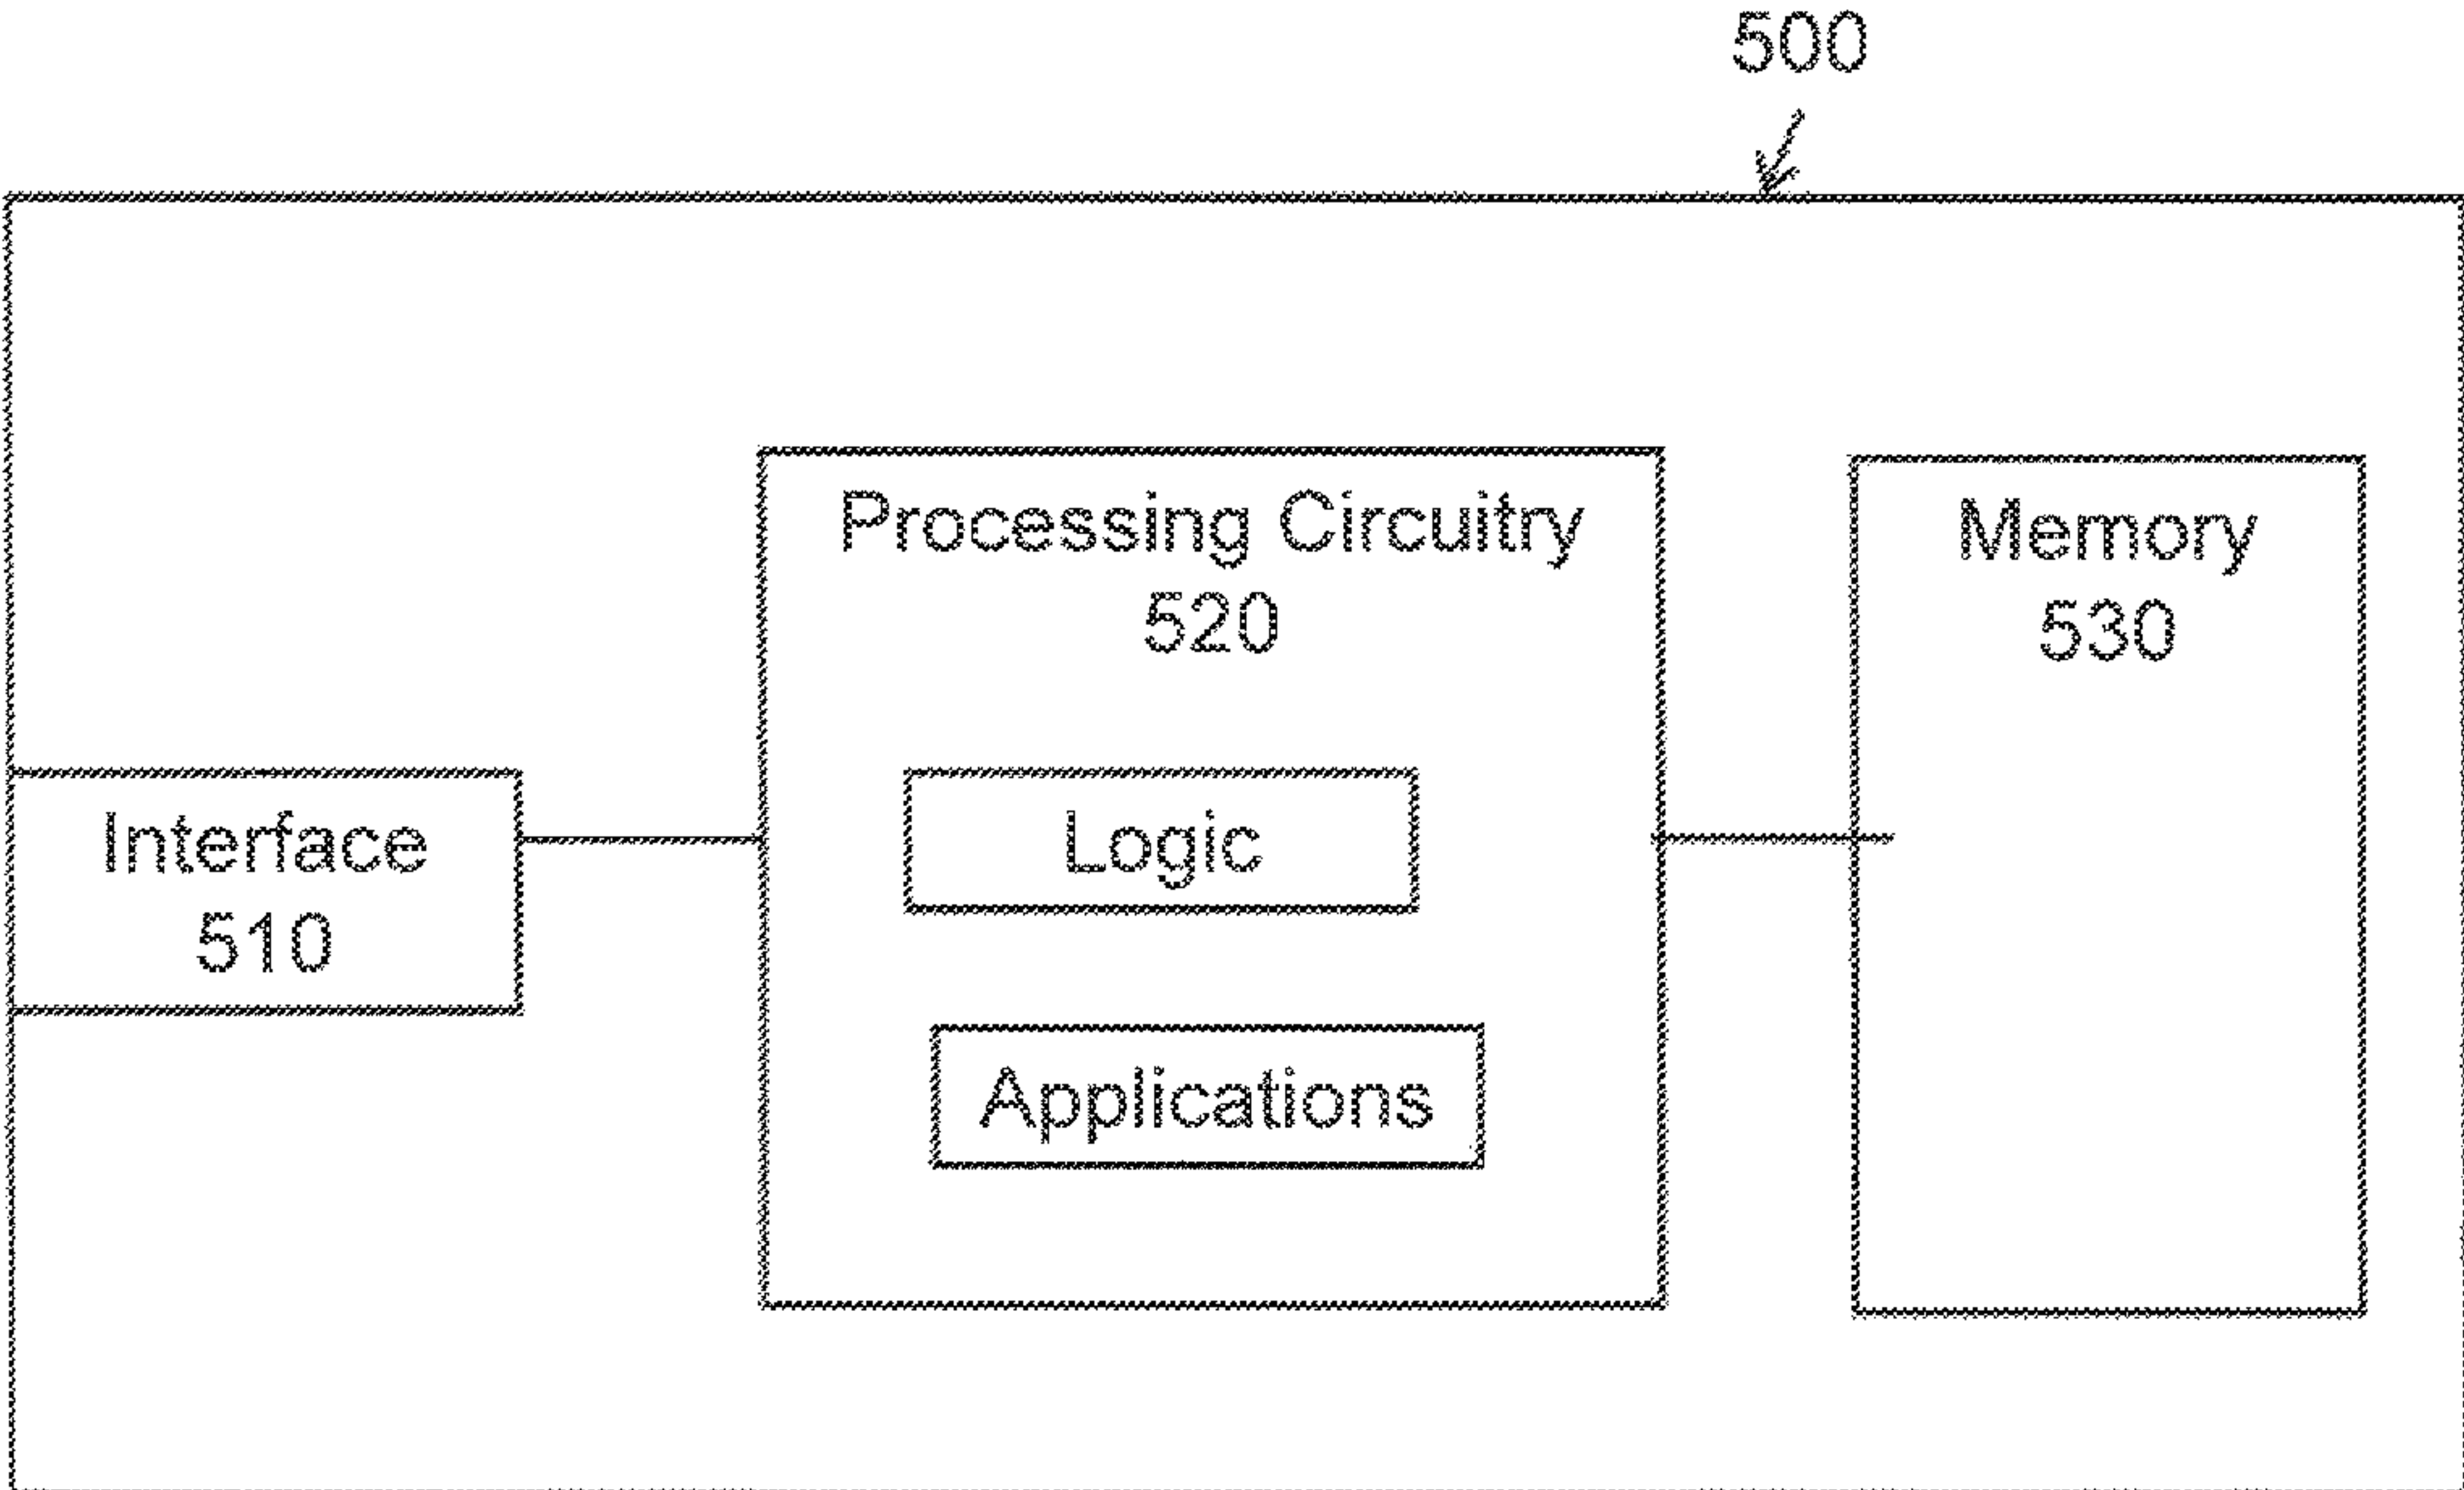 500
Processing Circuitry
520
Memory
530
Interface
510
Logic
Applications